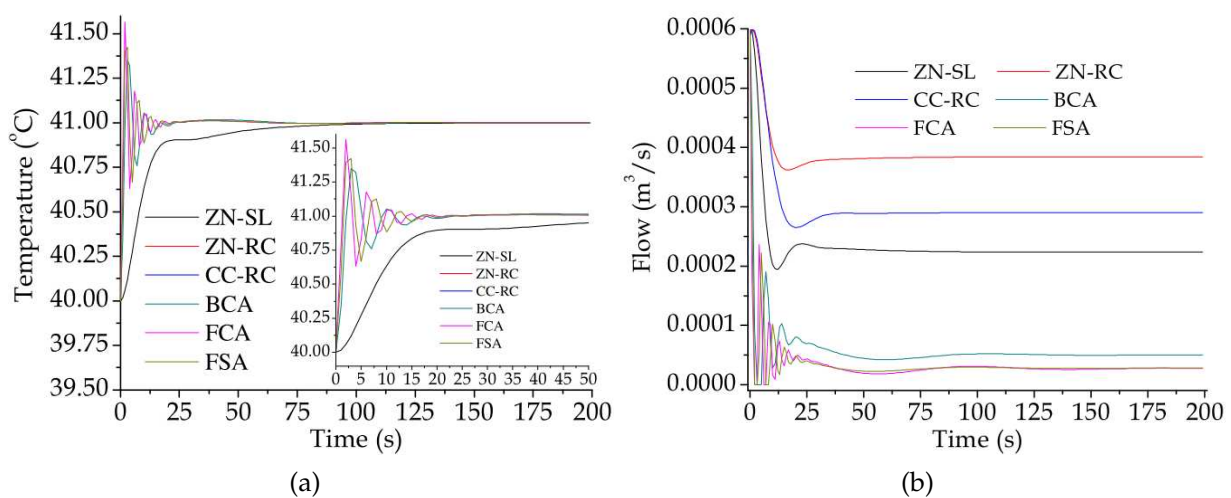 41.50
41.25
41.00
40.75
40.50
40.25
40.00
39.75
39.50
Temperature (°C)
ZN-SL
ZN-RC
CC-RC
BCA
FCA
FSA
41.50
41.25
41.00
40.75
40.50
40.25
40.00
ZN-SL
ZN-RC
CC-RC
BCA
FCA
FSA
0 5 10 15 20 25 30 35 40 45 50
0 25 50 75 100 125 150 175 200
Time (s)
(a)
0.0006
0.0005
0.0004
0.0003
0.0002
0.0001
0.0000
Flow (m³/s)
ZN-SL ZN-RC
CC-RC BCA
FCA FSA
0 25 50 75 100 125 150 175 200
Time (s)
(b)